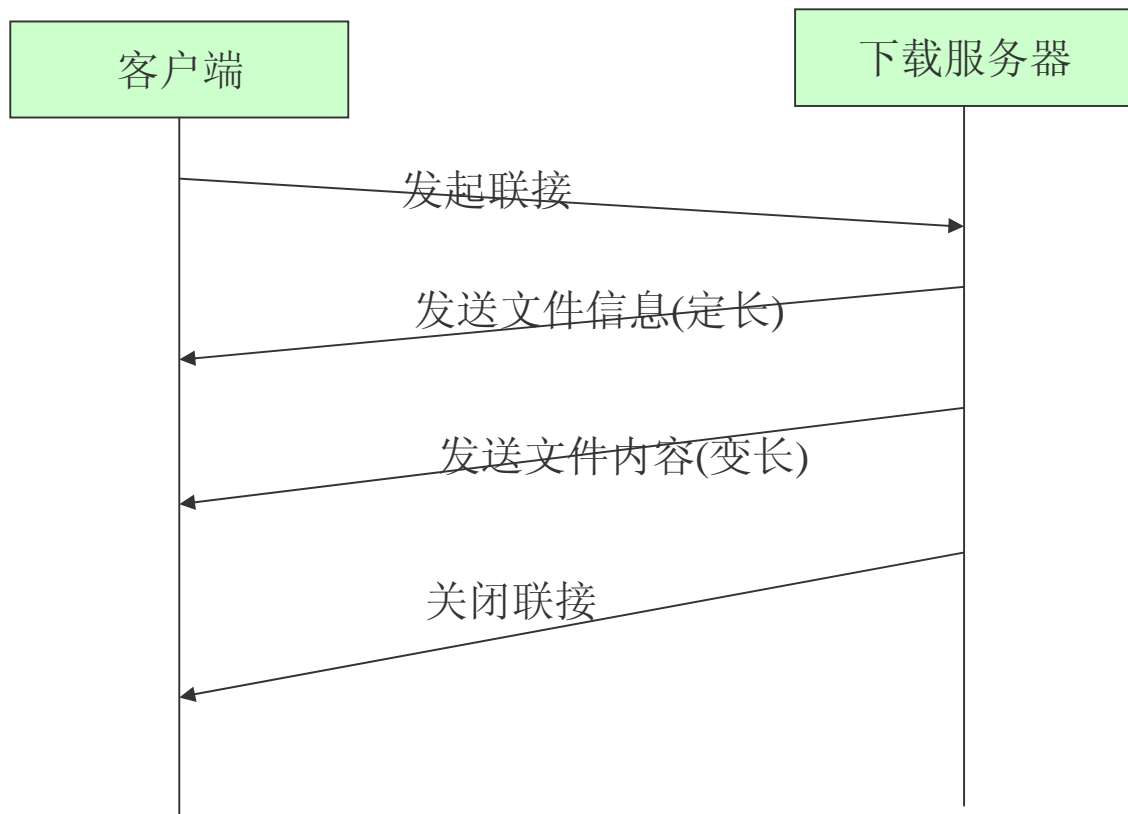 客户端
下载服务器
发起联接
发送文件信息(定长)
发送文件内容(变长)
关闭联接